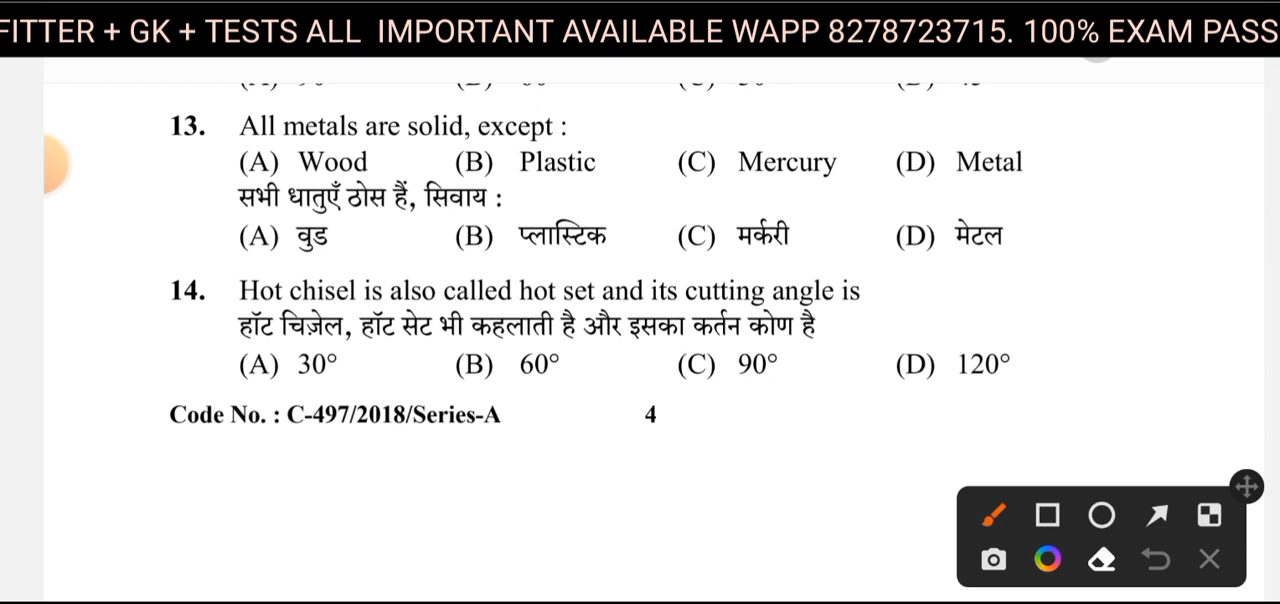 FITTER + GK + TESTS ALL IMPORTANT AVAILABLE WAPP 8278723715. 100% EXAM PASS
13. All metals are solid, except :
(A) Wood (B) Plastic (C) Mercury (D) Metal
सभी धातुएँ ठोस हैं, सिवाय :
(A) वुड (B) प्लास्टिक (C) मर्करी (D) मेटल
14. Hot chisel is also called hot set and its cutting angle is
हॉट चिज़ेल, हॉट सेट भी कहलाती है और इसका कर्तन कोण है
(A) 30° (B) 60° (C) 90° (D) 120°
Code No. : C-497/2018/Series-A 4